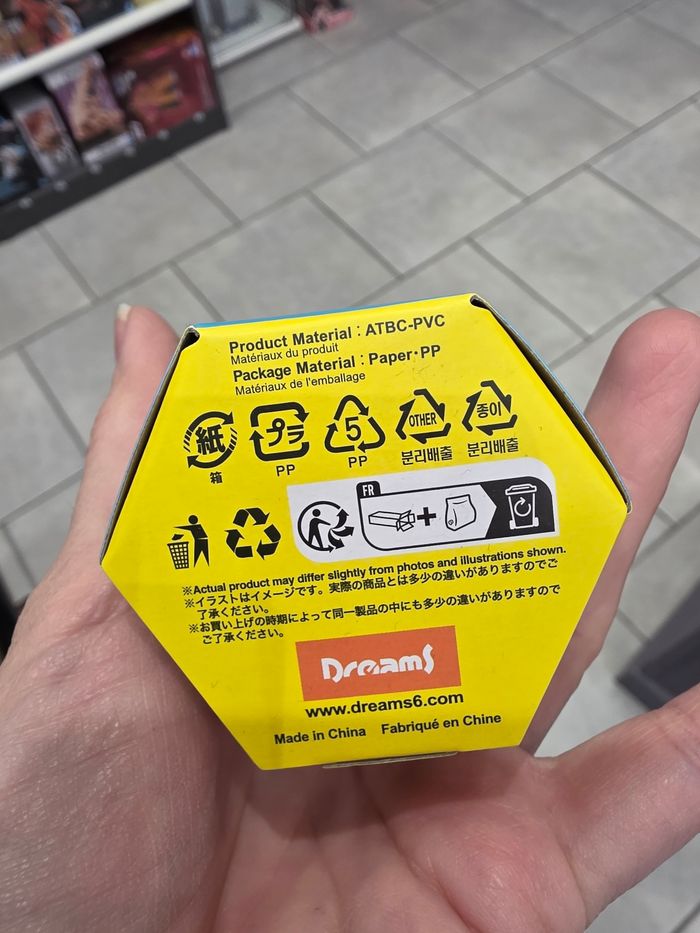 Product Material : ATBC-PVC
Matériaux du produit
Package Material : Paper・PP
Matériaux de l'emballage
紙 プラ 5 OTHER 종이
箱 PP PP 분리배출 분리배출
FR
※Actual product may differ slightly from photos and illustrations shown.
※イラストはイメージです。実際の商品とは多少の違いがありますのでご
了承ください。
※お買い上げの時期によって同一製品の中にも多少の違いがありますので
ご了承ください。
Dreams
www.dreams6.com
Made in China Fabriqué en Chine